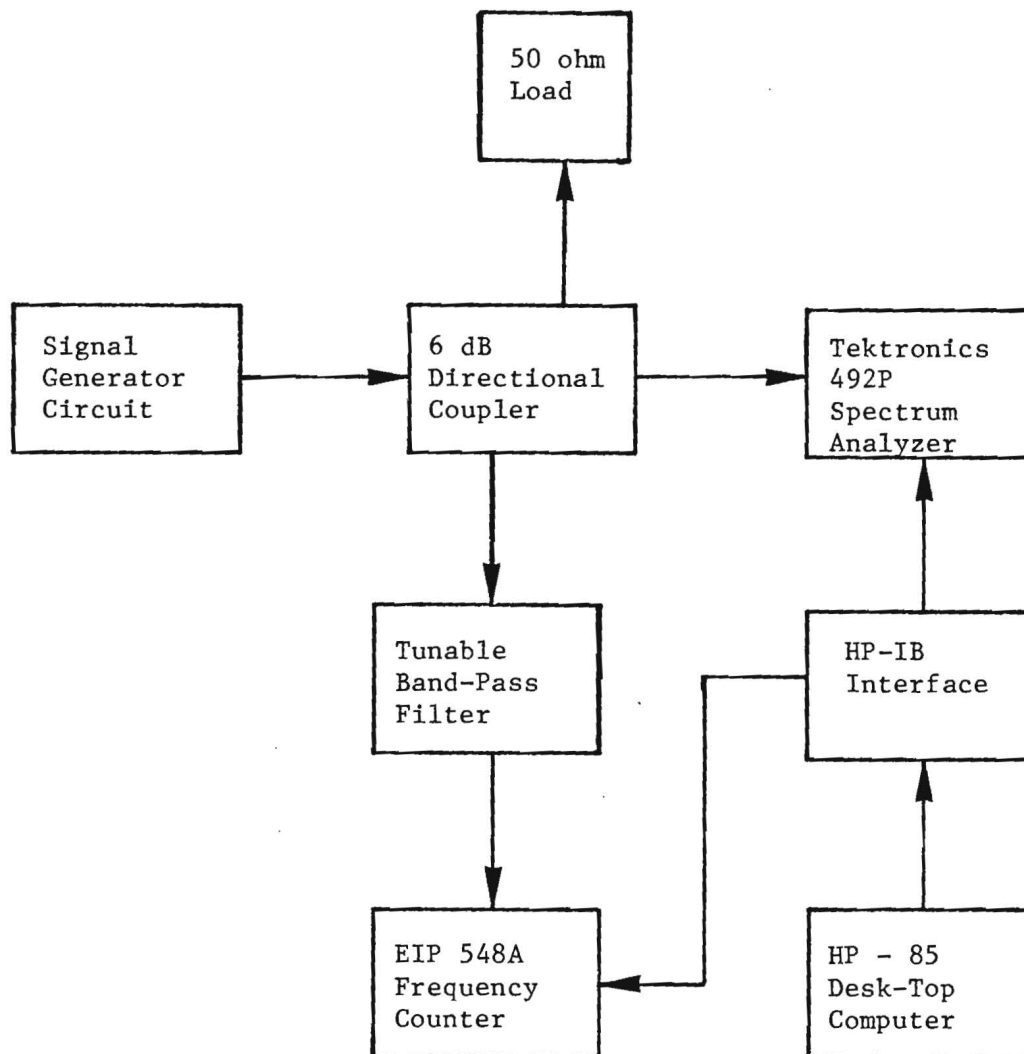 50 ohm
Load
Signal
Generator
Circuit
6 dB
Directional
Coupler
Tektronics
492P
Spectrum
Analyzer
Tunable
Band-Pass
Filter
HP-IB
Interface
EIP 548A
Frequency
Counter
HP - 85
Desk-Top
Computer